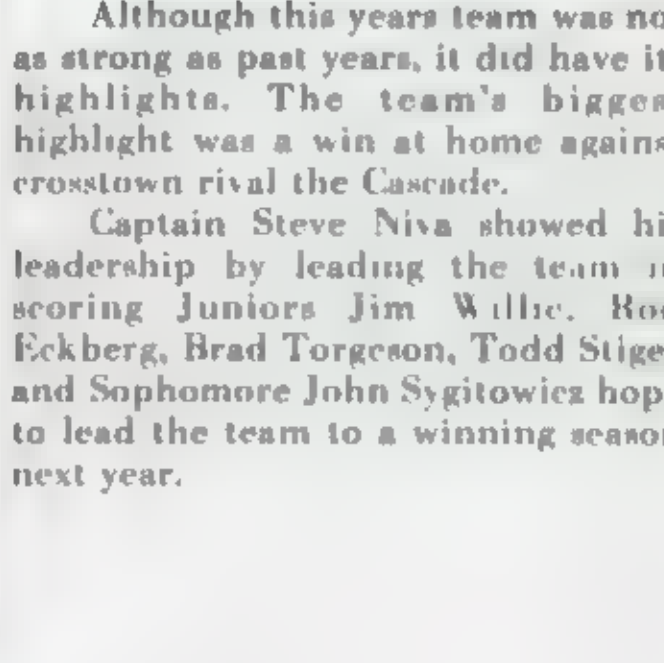 Although this years team was no
as strong as past years, it did have it
highlights. The team's bigges
highlight was a win at home agains
crosstown rival the Cascade.
Captain Steve Niva showed hi
leadership by leading the team
scoring Juniors Jim
Eckberg, Brad Torgeson, Todd Stige
and Sophomore John Sygitowicz hop
to lead the team to a winning season
next year.